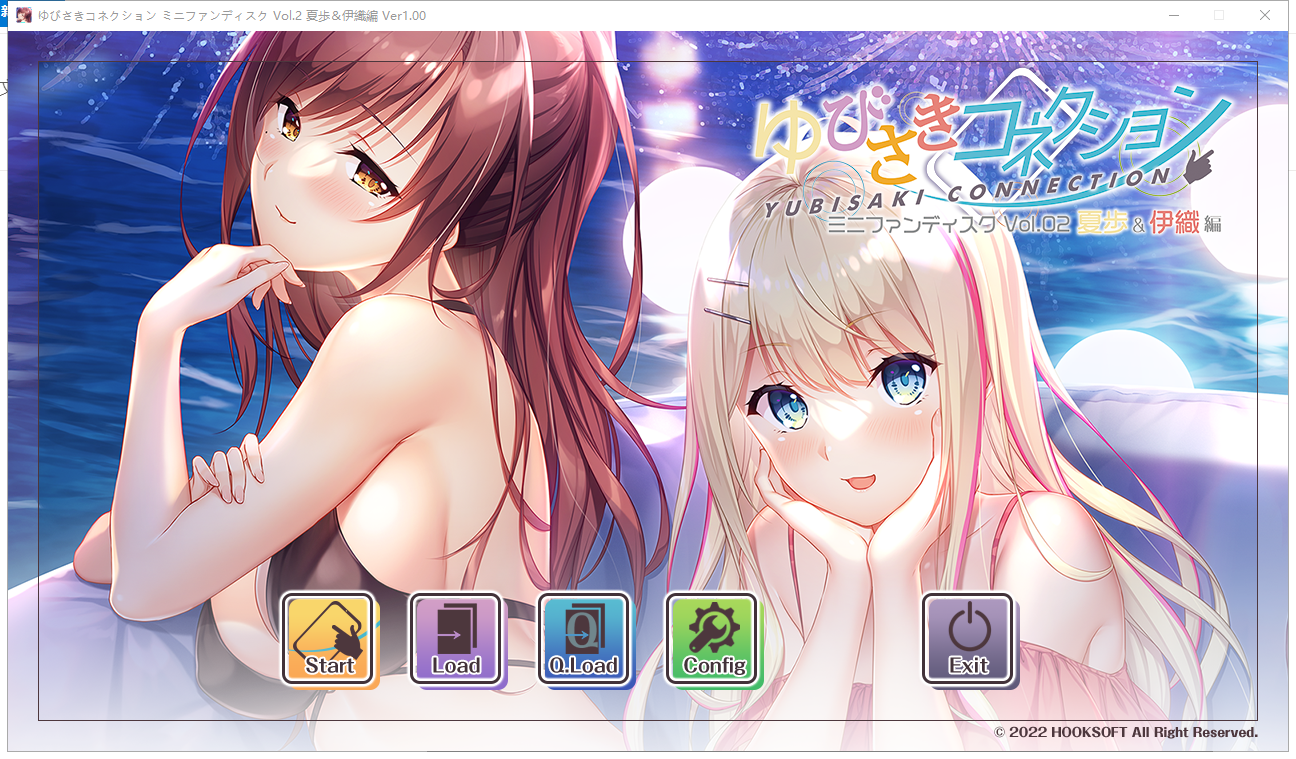 ゆびさきコネクション ミニファンディスク Vol.2 夏歩＆伊織編 Ver1.00
ゆびさきコネクション
YUBISAKI CONNECTION
ミニファンディスク Vol.02 夏歩&伊織編
Start
Load
Q.Load
Config
Exit
© 2022 HOOKSOFT All Right Reserved.